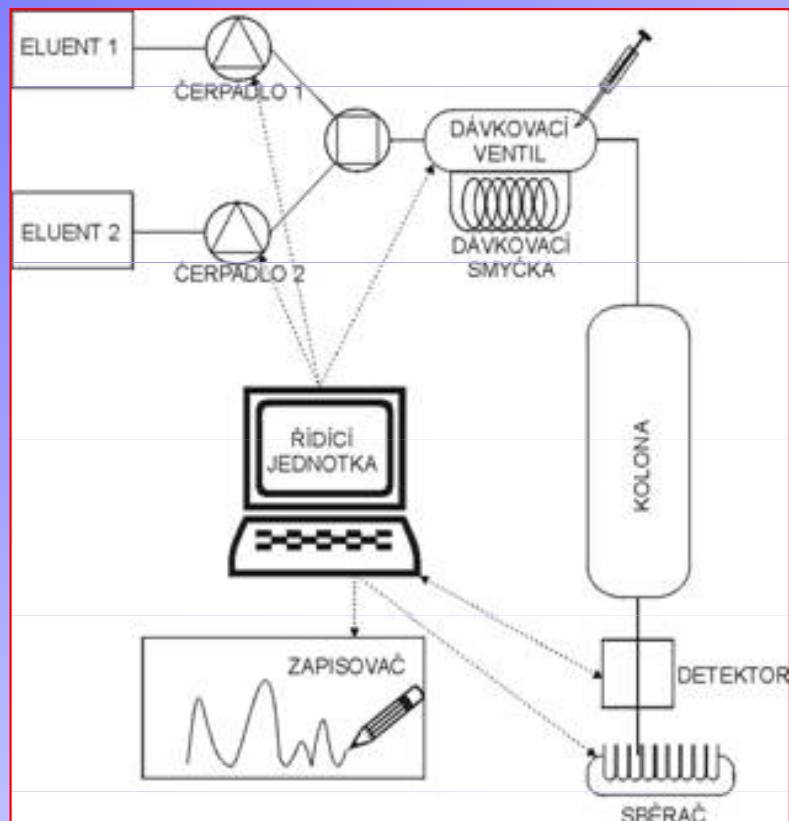 ELUENT 1
ČERPADLO 1
DÁVKOVACÍ
VENTIL
ELUENT 2
ČERPADLO 2
DÁVKOVACÍ
SMYČKA
ŘÍDÍCÍ
JEDNOTKA
KOLONA
ZAPISOVAČ
DETEKTOR
SBĚRAČ